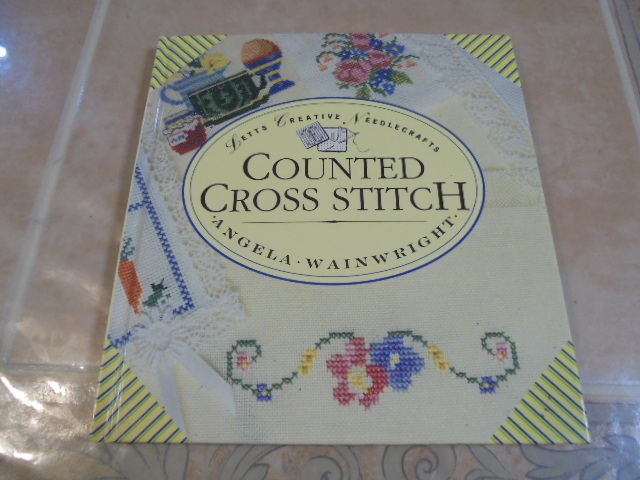 LETTS CREATIVE NEEDLECRAFTS
COUNTED
CROSS STITCH
·ANGELA·WAINWRIGHT·